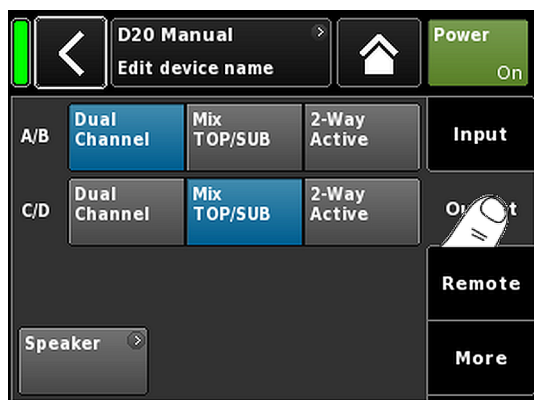 D20 Manual
Edit device name
Power
On
A/B
Dual
Channel
Mix
TOP/SUB
2-Way
Active
Input
C/D
Dual
Channel
Mix
TOP/SUB
2-Way
Active
Remote
Speaker
More